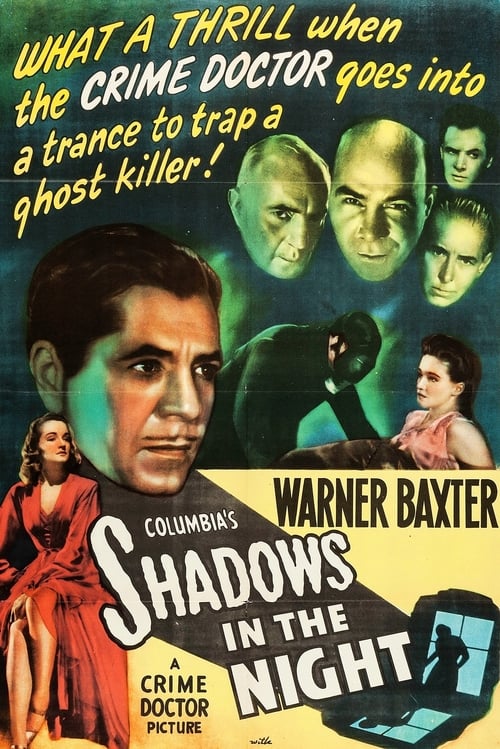 WHAT A THRILL when
the CRIME DOCTOR goes into
a trance to trap a
ghost killer!
WARNER BAXTER
COLUMBIA'S
SHADOWS
IN THE
NIGHT
A
CRIME
DOCTOR
PICTURE